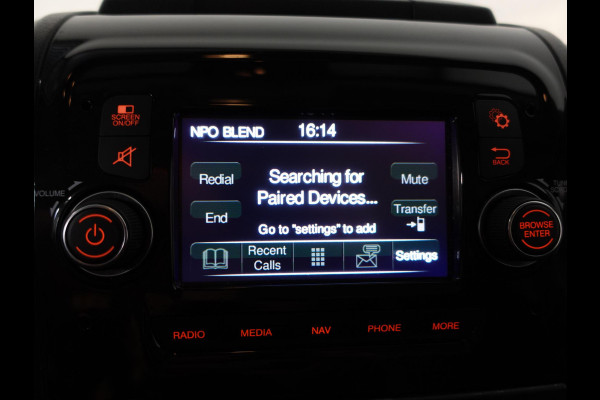 SCREEN
ON/OFF
VOLUME
NPO BLEND 16:14
Redial
End
Searching for
Paired Devices...
Go to "settings" to add
Mute
Transfer
Recent
Calls
Settings
BACK
BROWSE
ENTER
RADIO MEDIA NAV PHONE MORE